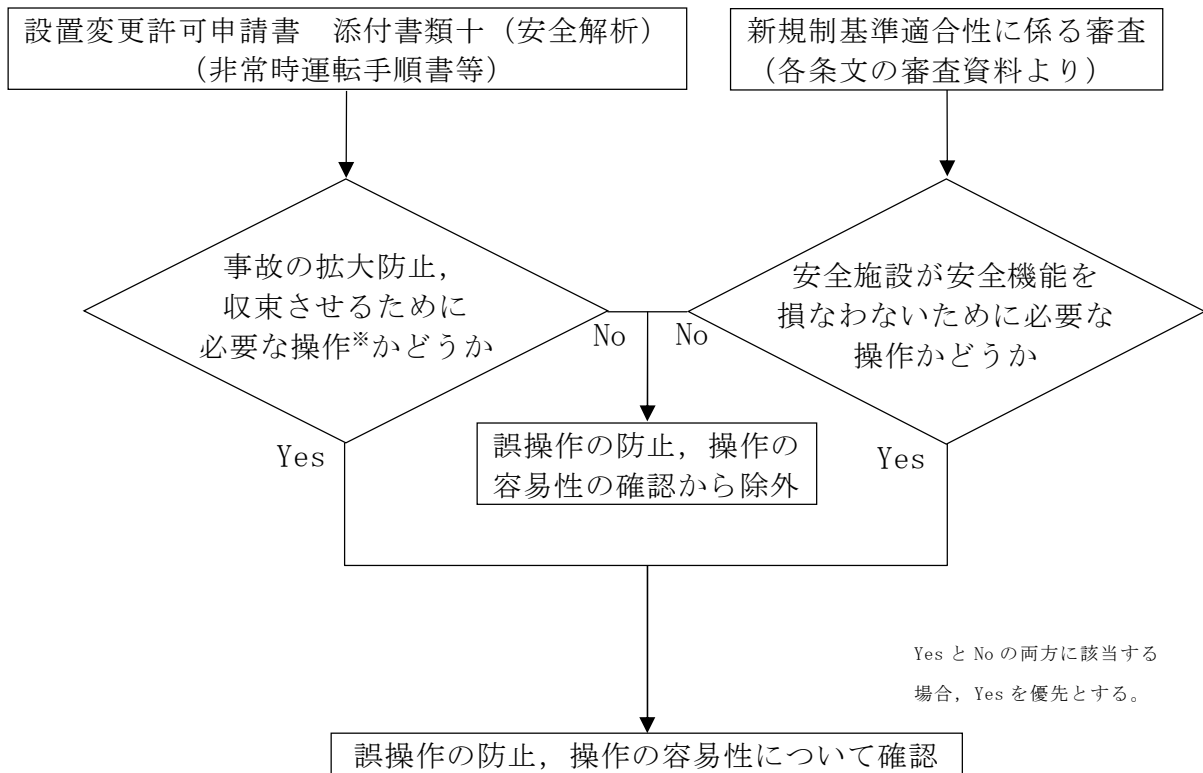 設置変更許可申請書　添付書類十（安全解析）
（非常時運転手順書等）
新規制基準適合性に係る審査
（各条文の審査資料より）
事故の拡大防止，
収束させるために
必要な操作※かどうか
安全施設が安全機能を
損なわないために必要な
操作かどうか
No
No
誤操作の防止，操作の
容易性の確認から除外
Yes
Yes
Yes と No の両方に該当する
場合，Yes を優先とする。
誤操作の防止，操作の容易性について確認